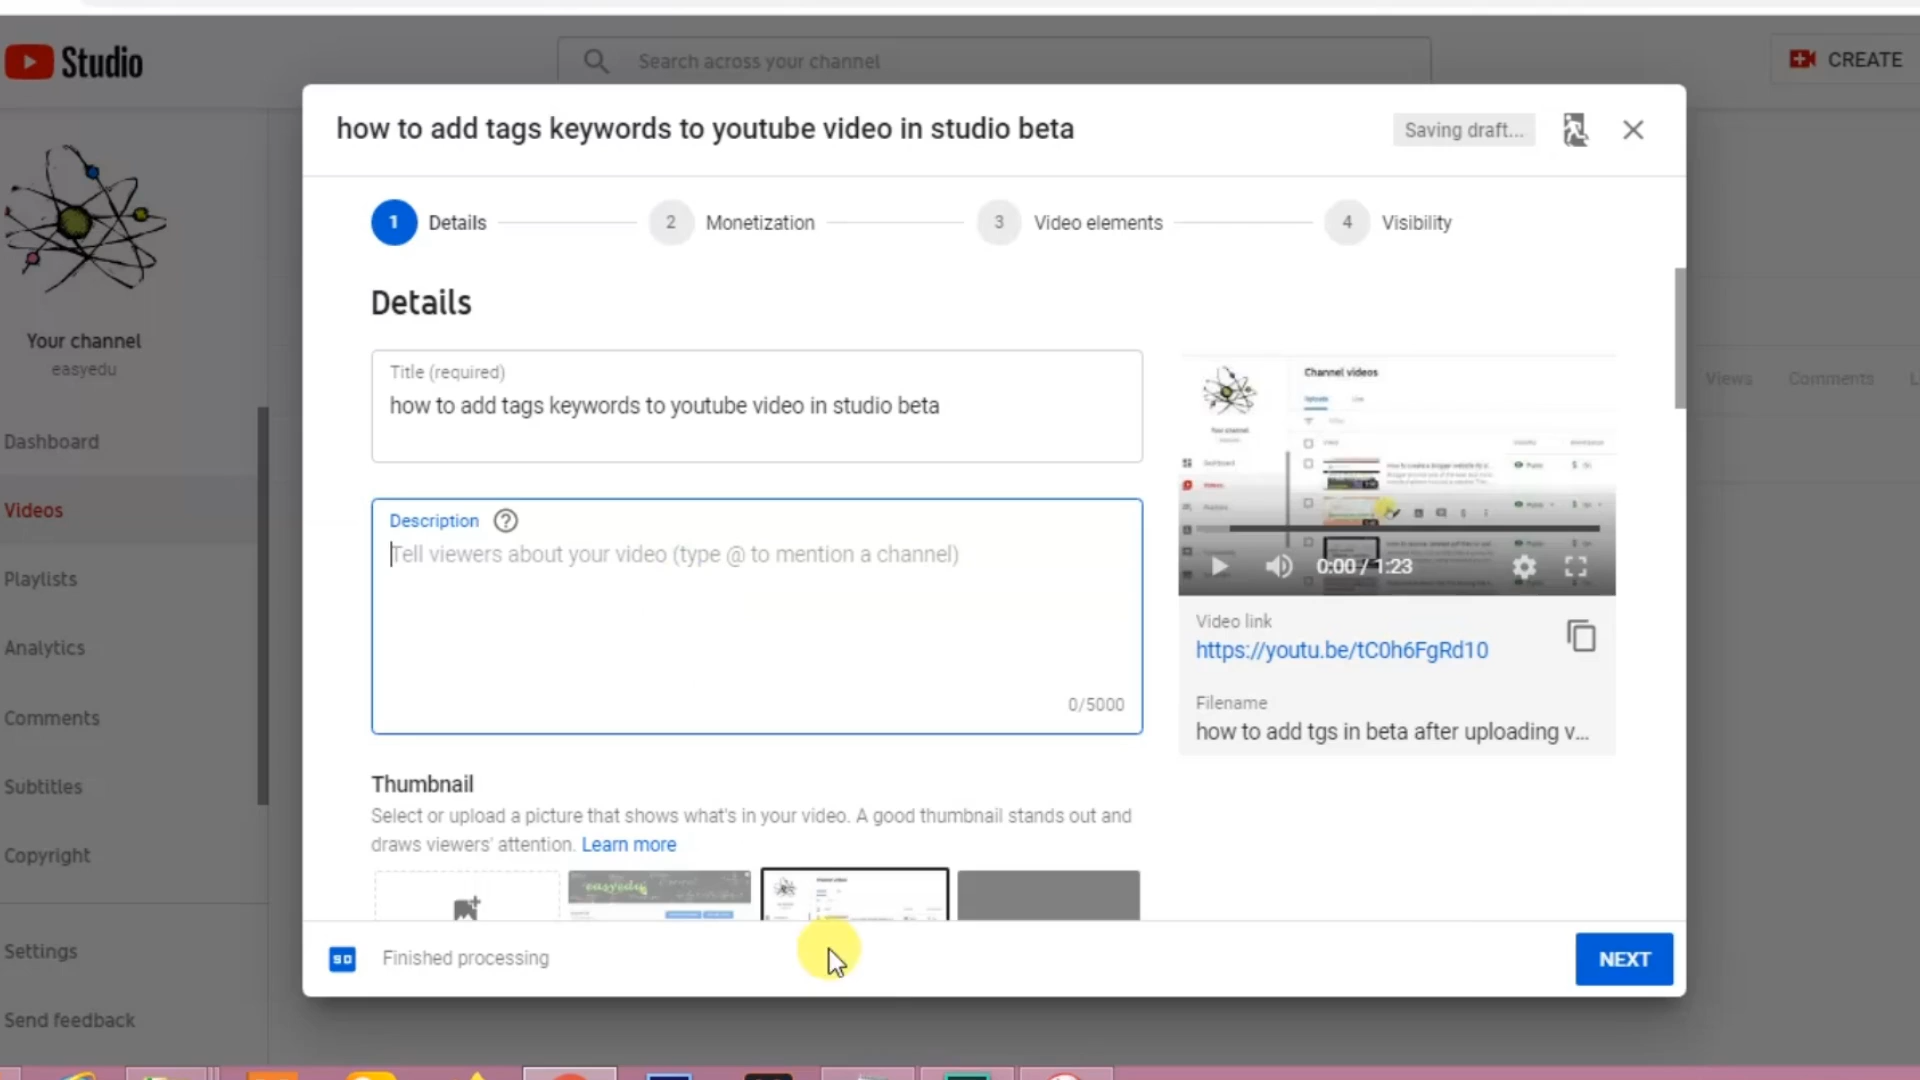 Studio
Search across your channel
CREATE
how to add tags keywords to youtube video in studio beta
Saving draft...
1 Details
2 Monetization
3 Video elements
4 Visibility
Your channel
easyedu
Dashboard
Videos
Playlists
Analytics
Comments
Subtitles
Copyright
Settings
Send feedback
Details
Title (required)
how to add tags keywords to youtube video in studio beta
Description
Tell viewers about your video (type @ to mention a channel)
0/5000
Thumbnail
Select or upload a picture that shows what's in your video. A good thumbnail stands out and
draws viewers' attention. Learn more
easyedu
Channel videos
Your channel
Dashboard
Videos
0:00 / 1:23
Video link
https://youtu.be/tC0h6FgRd10
Filename
how to add tgs in beta after uploading v...
Views
Comments
L
SD
Finished processing
NEXT